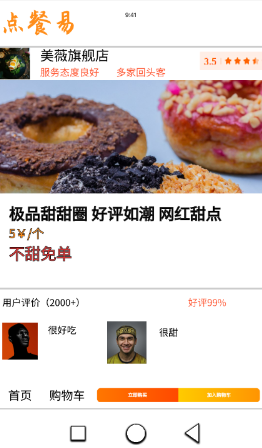 9:41
点餐易
美薇旗舰店
服务态度良好 多家回头客
3.5
极品甜甜圈 好评如潮 网红甜点
5￥/个
不甜免单
用户评价（2000+） 好评99%
很好吃
很甜
首页 购物车 立即购买 加入购物车